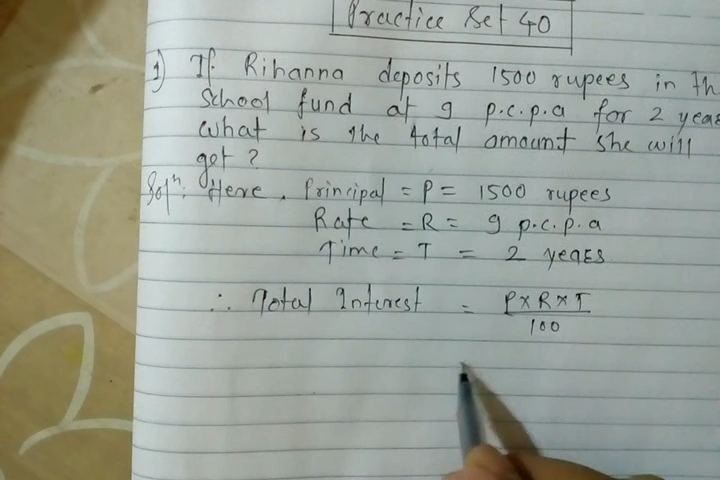 Practice Set 40
1) If Rihanna deposits 1500 rupees in th
School fund at 9 p.c.p.a for 2 yeas
what is the total amount she will
get ?
Solⁿ: Here, Principal = P = 1500 rupees
Rate = R = 9 p.c.p.a
Time = T = 2 years
∴ Total Interest = P×R×T
100